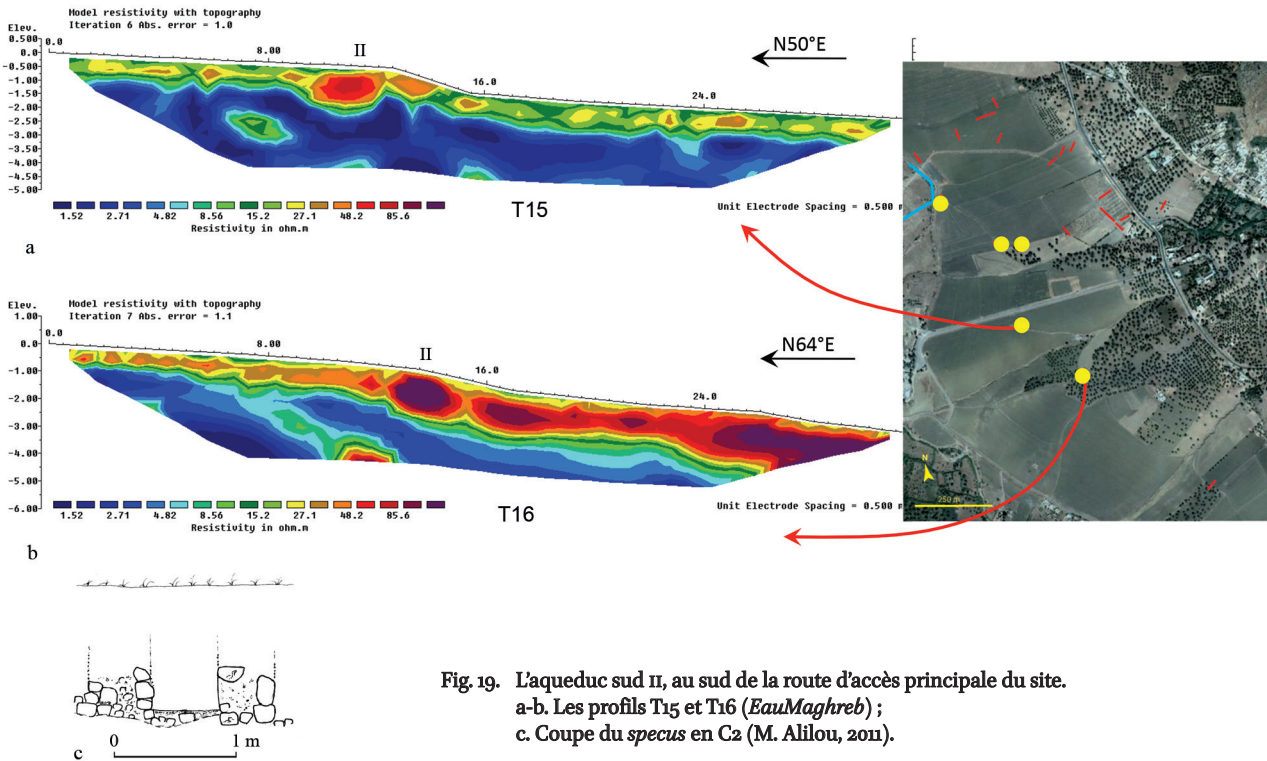 Model resistivity with topography
Iteration 6 Abs. error = 1.0
Elev.
0.500
0.0
-0.500
-1.00
-1.50
-2.00
-2.50
-3.00
-3.50
-4.00
-4.50
-5.00
0.0
8.00
II
16.0
24.0
N50°E
1.52 2.71 4.82 8.56 15.2 27.1 48.2 85.6
Resistivity in ohm.m
T15
Unit Electrode Spacing = 0.500 m
a
Model resistivity with topography
Iteration 7 Abs. error = 1.1
Elev.
1.00
0.0
-1.00
-2.00
-3.00
-4.00
-5.00
-6.00
0.0
8.00
II
16.0
24.0
N64°E
1.52 2.71 4.82 8.56 15.2 27.1 48.2 85.6
Resistivity in ohm.m
T16
Unit Electrode Spacing = 0.500 m
b
N
250 m
c
0 1 m
Fig. 19. L'aqueduc sud II, au sud de la route d'accès principale du site.
a-b. Les profils T15 et T16 (EauMaghreb) ;
c. Coupe du specus en C2 (M. Alilou, 2011).